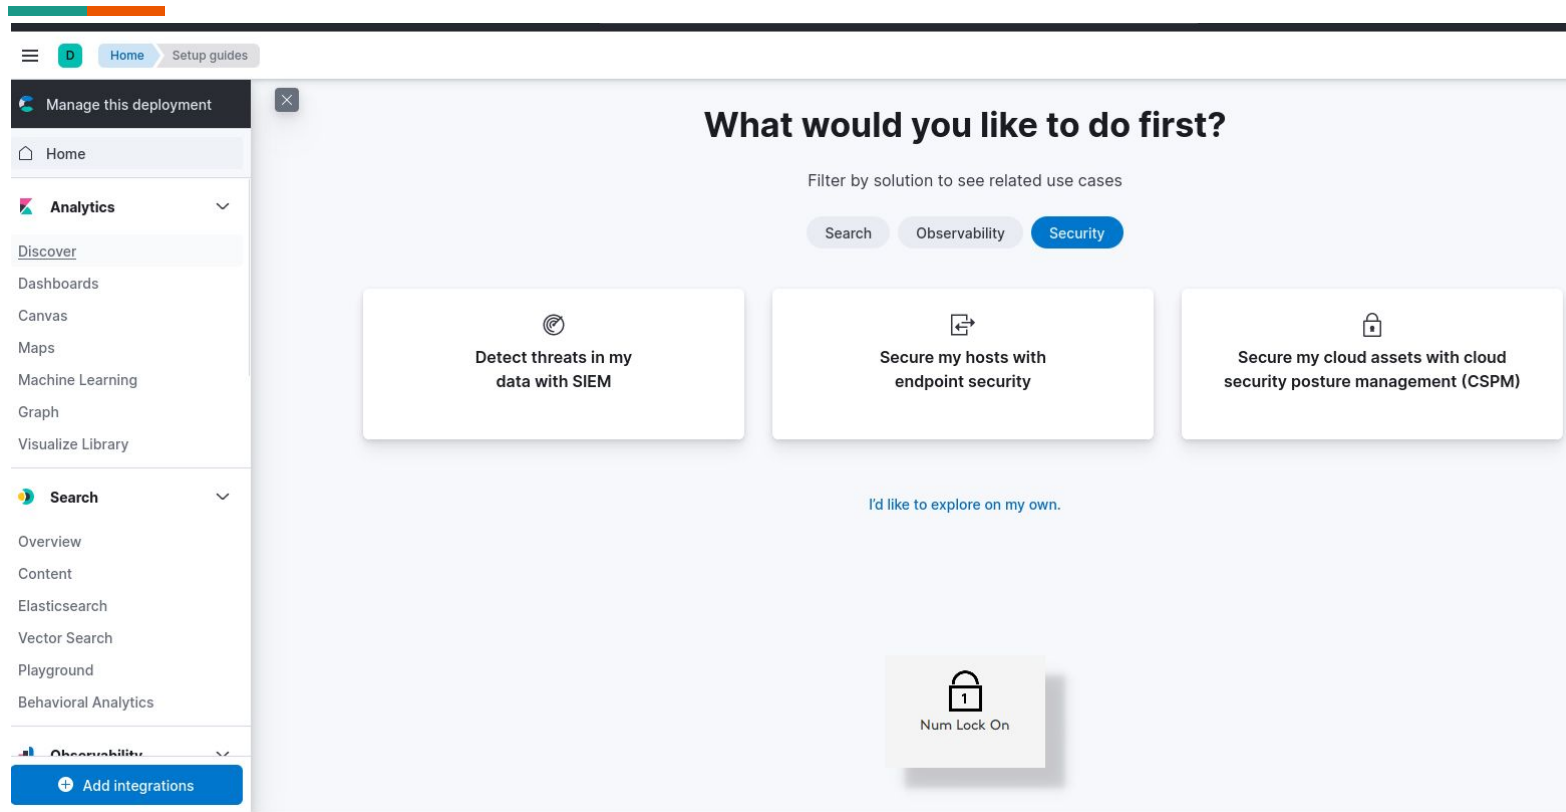 D
Home
Setup guides
Manage this deployment
Home
Analytics
Discover
Dashboards
Canvas
Maps
Machine Learning
Graph
Visualize Library
Search
Overview
Content
Elasticsearch
Vector Search
Playground
Behavioral Analytics
Observability
Add integrations
What would you like to do first?
Filter by solution to see related use cases
Search
Observability
Security
Detect threats in my
data with SIEM
Secure my hosts with
endpoint security
Secure my cloud assets with cloud
security posture management (CSPM)
I'd like to explore on my own.
1
Num Lock On